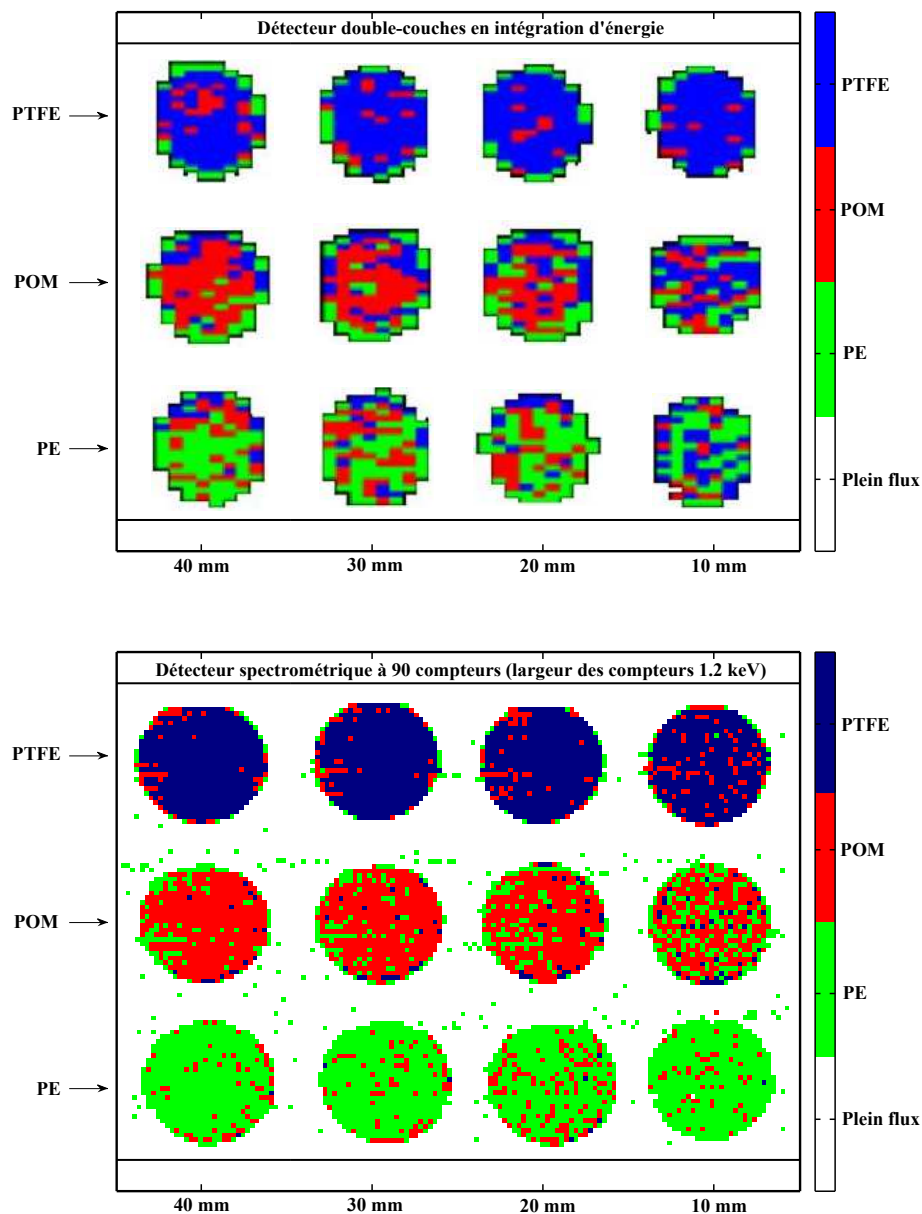 Détecteur double-couches en intégration d'énergie
PTFE
POM
PE
PTFE
POM
PE
Plein flux
40 mm
30 mm
20 mm
10 mm
Détecteur spectrométrique à 90 compteurs (largeur des compteurs 1.2 keV)
PTFE
POM
PE
PTFE
POM
PE
Plein flux
40 mm
30 mm
20 mm
10 mm